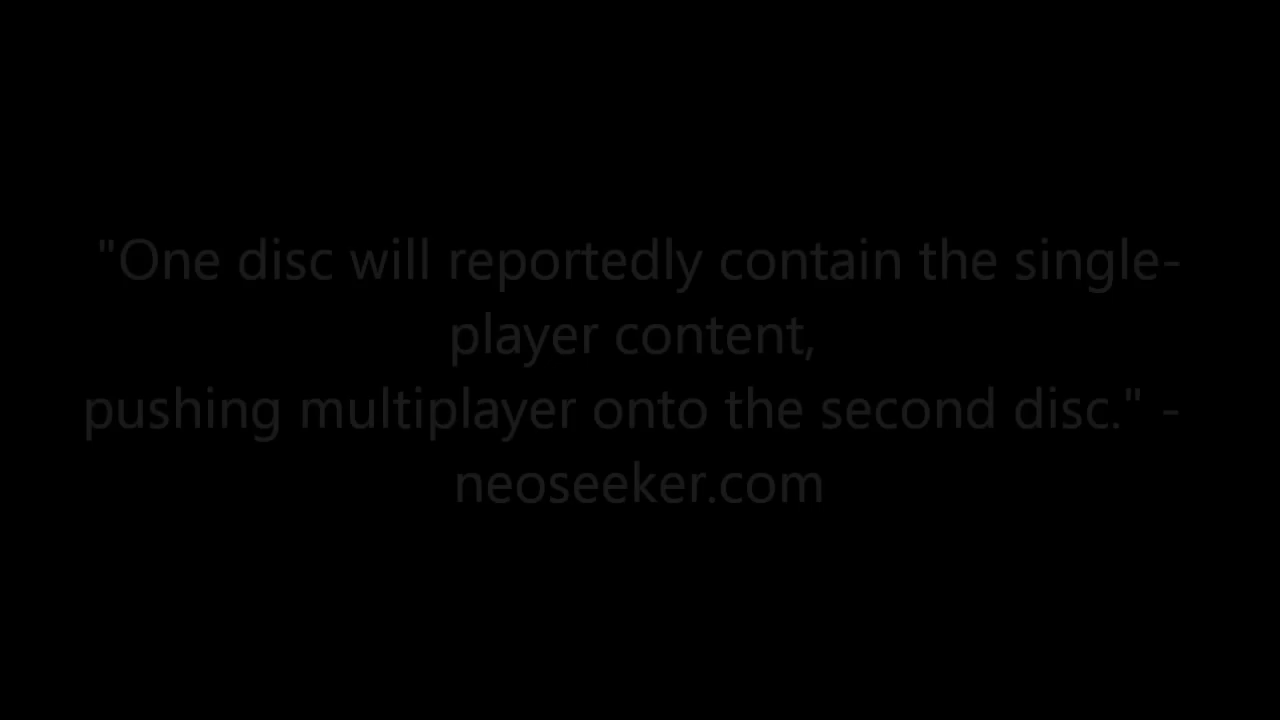 "One disc will reportedly contain the single-
player content,
pushing multiplayer onto the second disc." -
neoseeker.com